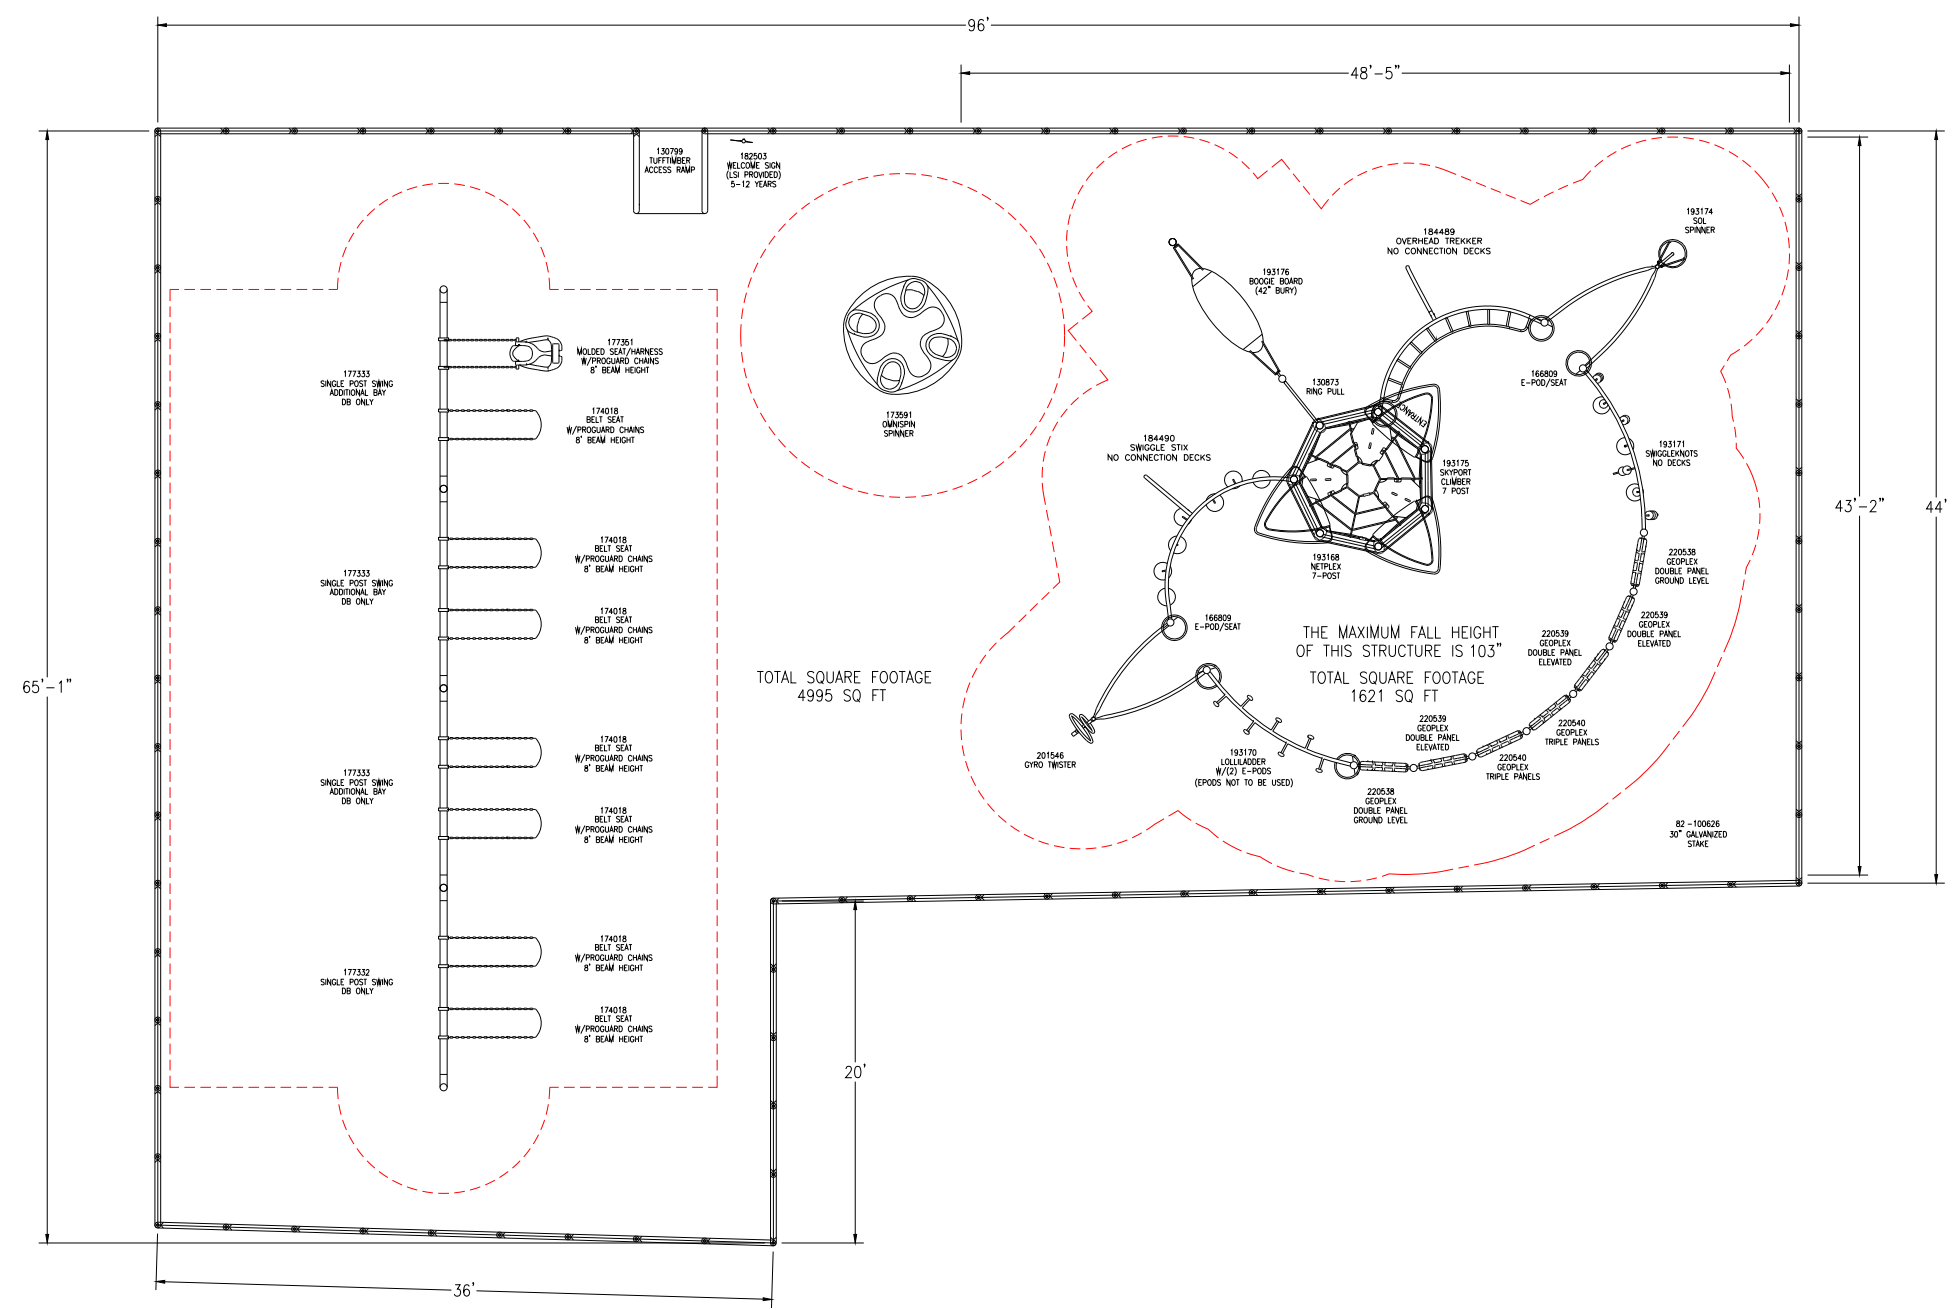 96'
48'-5"
130799
TUFFTIMBER
ACCESS RAMP
182503
WELCOME SIGN
(LSI PROVIDED)
5-12 YEARS
193174
SOL
SPINNER
184489
OVERHEAD TREKKER
NO CONNECTION DECKS
193176
BOOGIE BOARD
(42" BURY)
177351
MOLDED SEAT/HARNESS
W/PROGUARD CHAINS
8' BEAM HEIGHT
177333
SINGLE POST SWING
ADDITIONAL BAY
DB ONLY
174018
BELT SEAT
W/PROGUARD CHAINS
8' BEAM HEIGHT
173591
OMNISPIN
SPINNER
130873
RING PULL
166809
E-POD/SEAT
ENTRANCE
184490
SWIGGLE STIX
NO CONNECTION DECKS
193175
SKYPORT
CLIMBER
7 POST
193171
SWIGGLEKNOTS
NO DECKS
43'-2"
44'
174018
BELT SEAT
W/PROGUARD CHAINS
8' BEAM HEIGHT
177333
SINGLE POST SWING
ADDITIONAL BAY
DB ONLY
193168
NETPLEX
7-POST
220538
GEOPLEX
DOUBLE PANEL
GROUND LEVEL
174018
BELT SEAT
W/PROGUARD CHAINS
8' BEAM HEIGHT
166809
E-POD/SEAT
THE MAXIMUM FALL HEIGHT
OF THIS STRUCTURE IS 103"
220539
GEOPLEX
DOUBLE PANEL
ELEVATED
220539
GEOPLEX
DOUBLE PANEL
ELEVATED
65'-1"
TOTAL SQUARE FOOTAGE
4995 SQ FT
TOTAL SQUARE FOOTAGE
1621 SQ FT
174018
BELT SEAT
W/PROGUARD CHAINS
8' BEAM HEIGHT
177333
SINGLE POST SWING
ADDITIONAL BAY
DB ONLY
201546
GYRO TWISTER
193170
LOLLILADDER
W/(2) E-PODS
(EPODS NOT TO BE USED)
220539
GEOPLEX
DOUBLE PANEL
ELEVATED
220540
GEOPLEX
TRIPLE PANELS
220540
GEOPLEX
TRIPLE PANELS
220538
GEOPLEX
DOUBLE PANEL
GROUND LEVEL
174018
BELT SEAT
W/PROGUARD CHAINS
8' BEAM HEIGHT
82 -100626
30" GALVANIZED
STAKE
174018
BELT SEAT
W/PROGUARD CHAINS
8' BEAM HEIGHT
177332
SINGLE POST SWING
DB ONLY
174018
BELT SEAT
W/PROGUARD CHAINS
8' BEAM HEIGHT
20'
36'